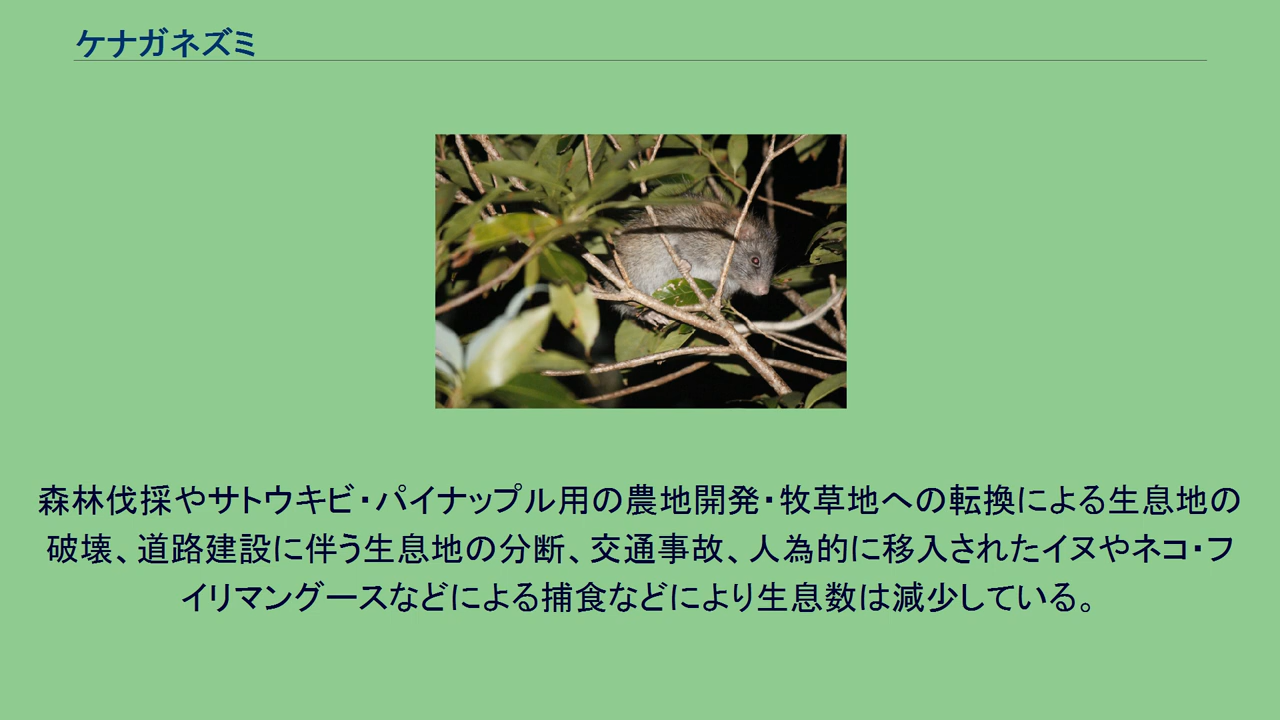 ケナガネズミ
森林伐採やサトウキビ・パイナップル用の農地開発・牧草地への転換による生息地の
破壊、道路建設に伴う生息地の分断、交通事故、人為的に移入されたイヌやネコ・フ
イリマングースなどによる捕食などにより生息数は減少している。